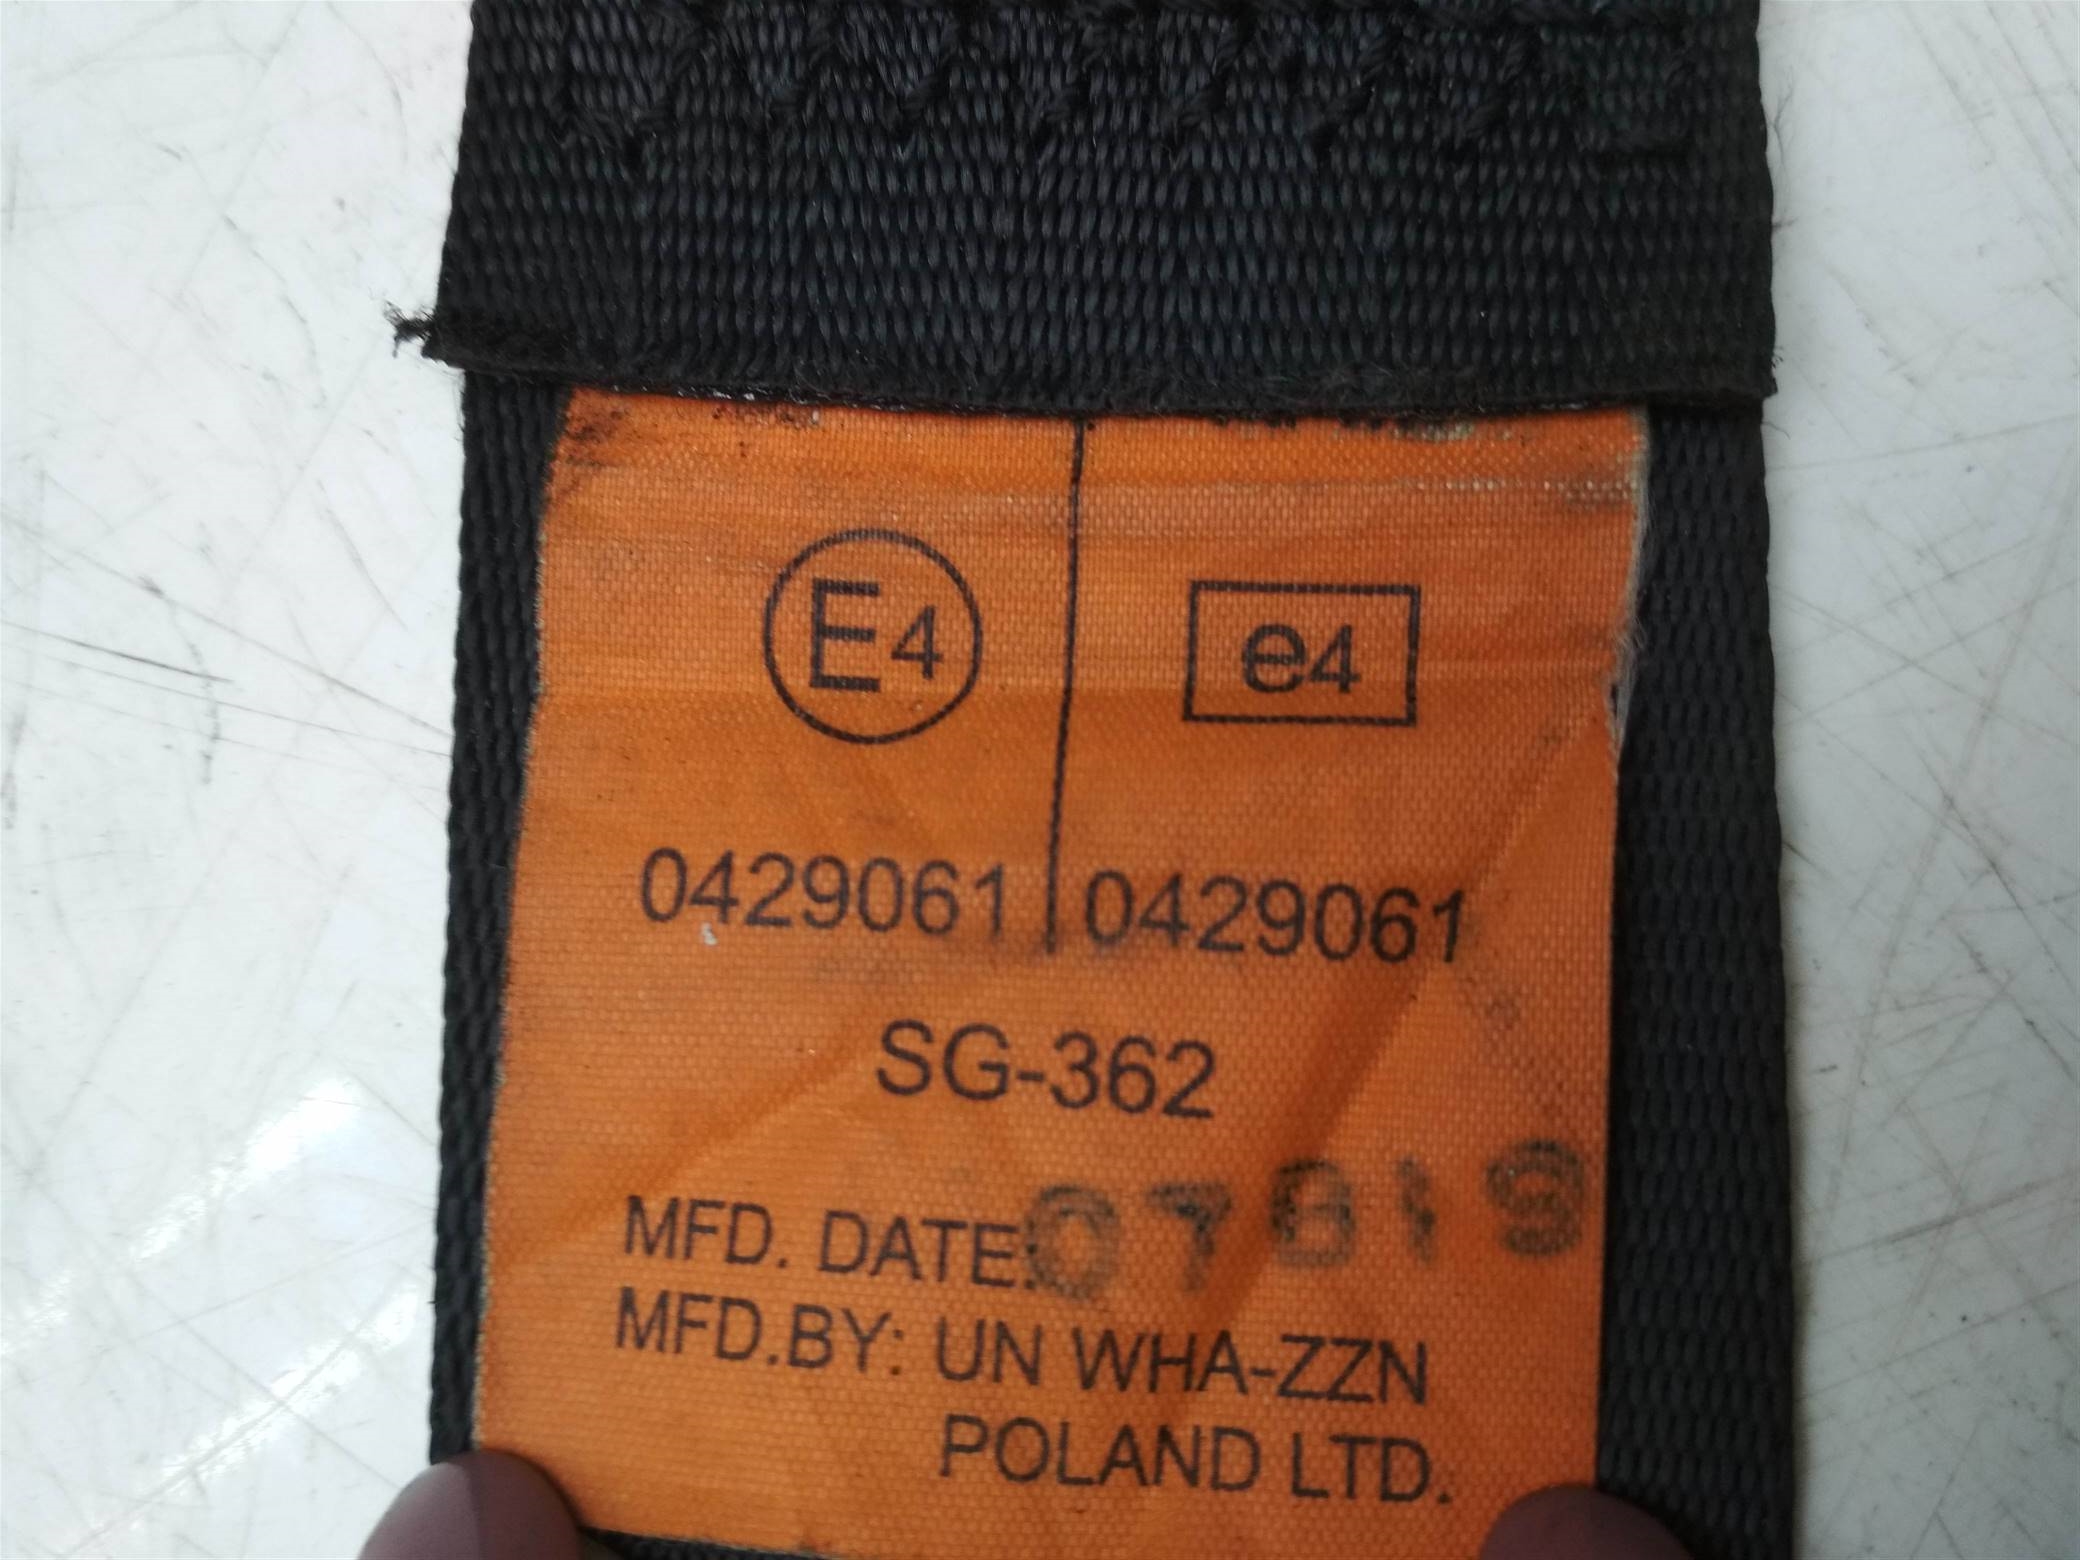 E4 e4
0429061 0429061
SG-362
MFD. DATE:
MFD.BY: UN WHA-ZZN
POLAND LTD.